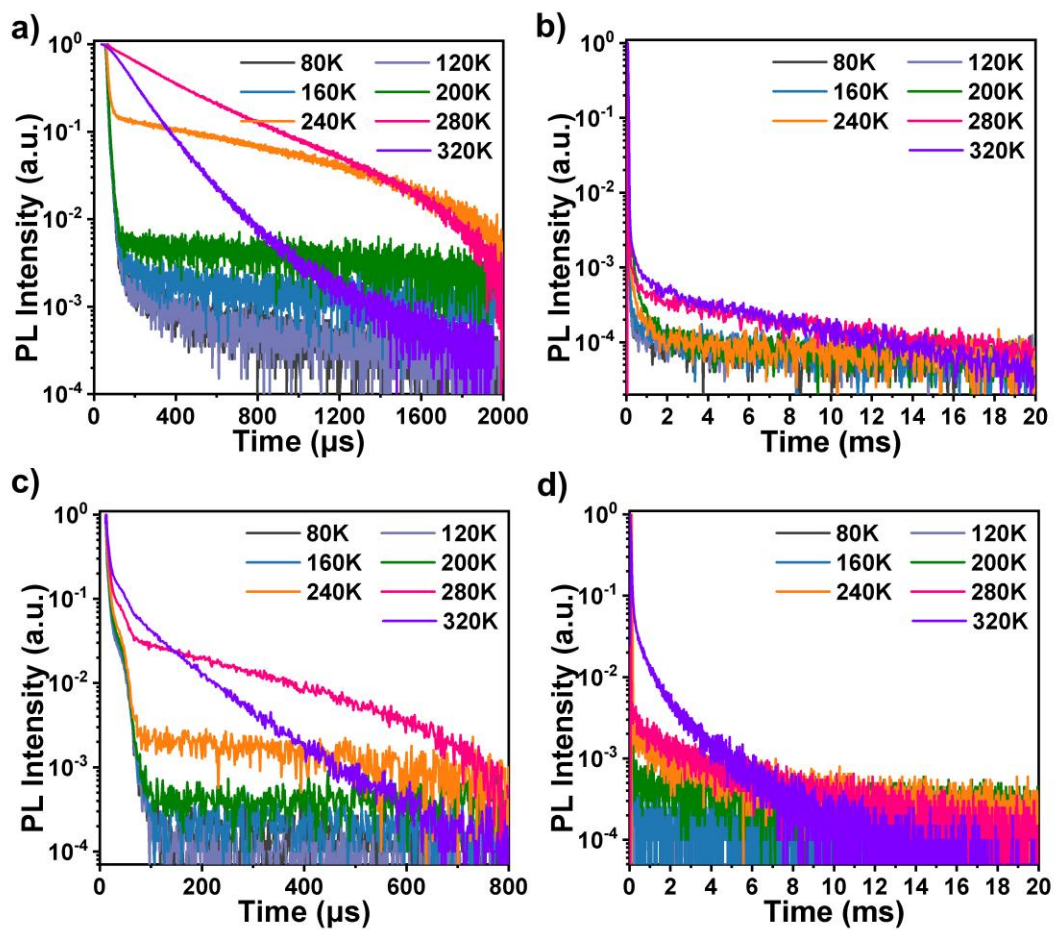 a)
PL Intensity (a.u.)
10⁰
10⁻¹
10⁻²
10⁻³
10⁻⁴
80K 120K
160K 200K
240K 280K
320K
0 400 800 1200 1600 2000
Time (µs)
b)
PL Intensity (a.u.)
10⁰
10⁻¹
10⁻²
10⁻³
10⁻⁴
80K 120K
160K 200K
240K 280K
320K
0 2 4 6 8 10 12 14 16 18 20
Time (ms)
c)
PL Intensity (a.u.)
10⁰
10⁻¹
10⁻²
10⁻³
10⁻⁴
80K 120K
160K 200K
240K 280K
320K
0 200 400 600 800
Time (µs)
d)
PL Intensity (a.u.)
10⁰
10⁻¹
10⁻²
10⁻³
10⁻⁴
80K 120K
160K 200K
240K 280K
320K
0 2 4 6 8 10 12 14 16 18 20
Time (ms)